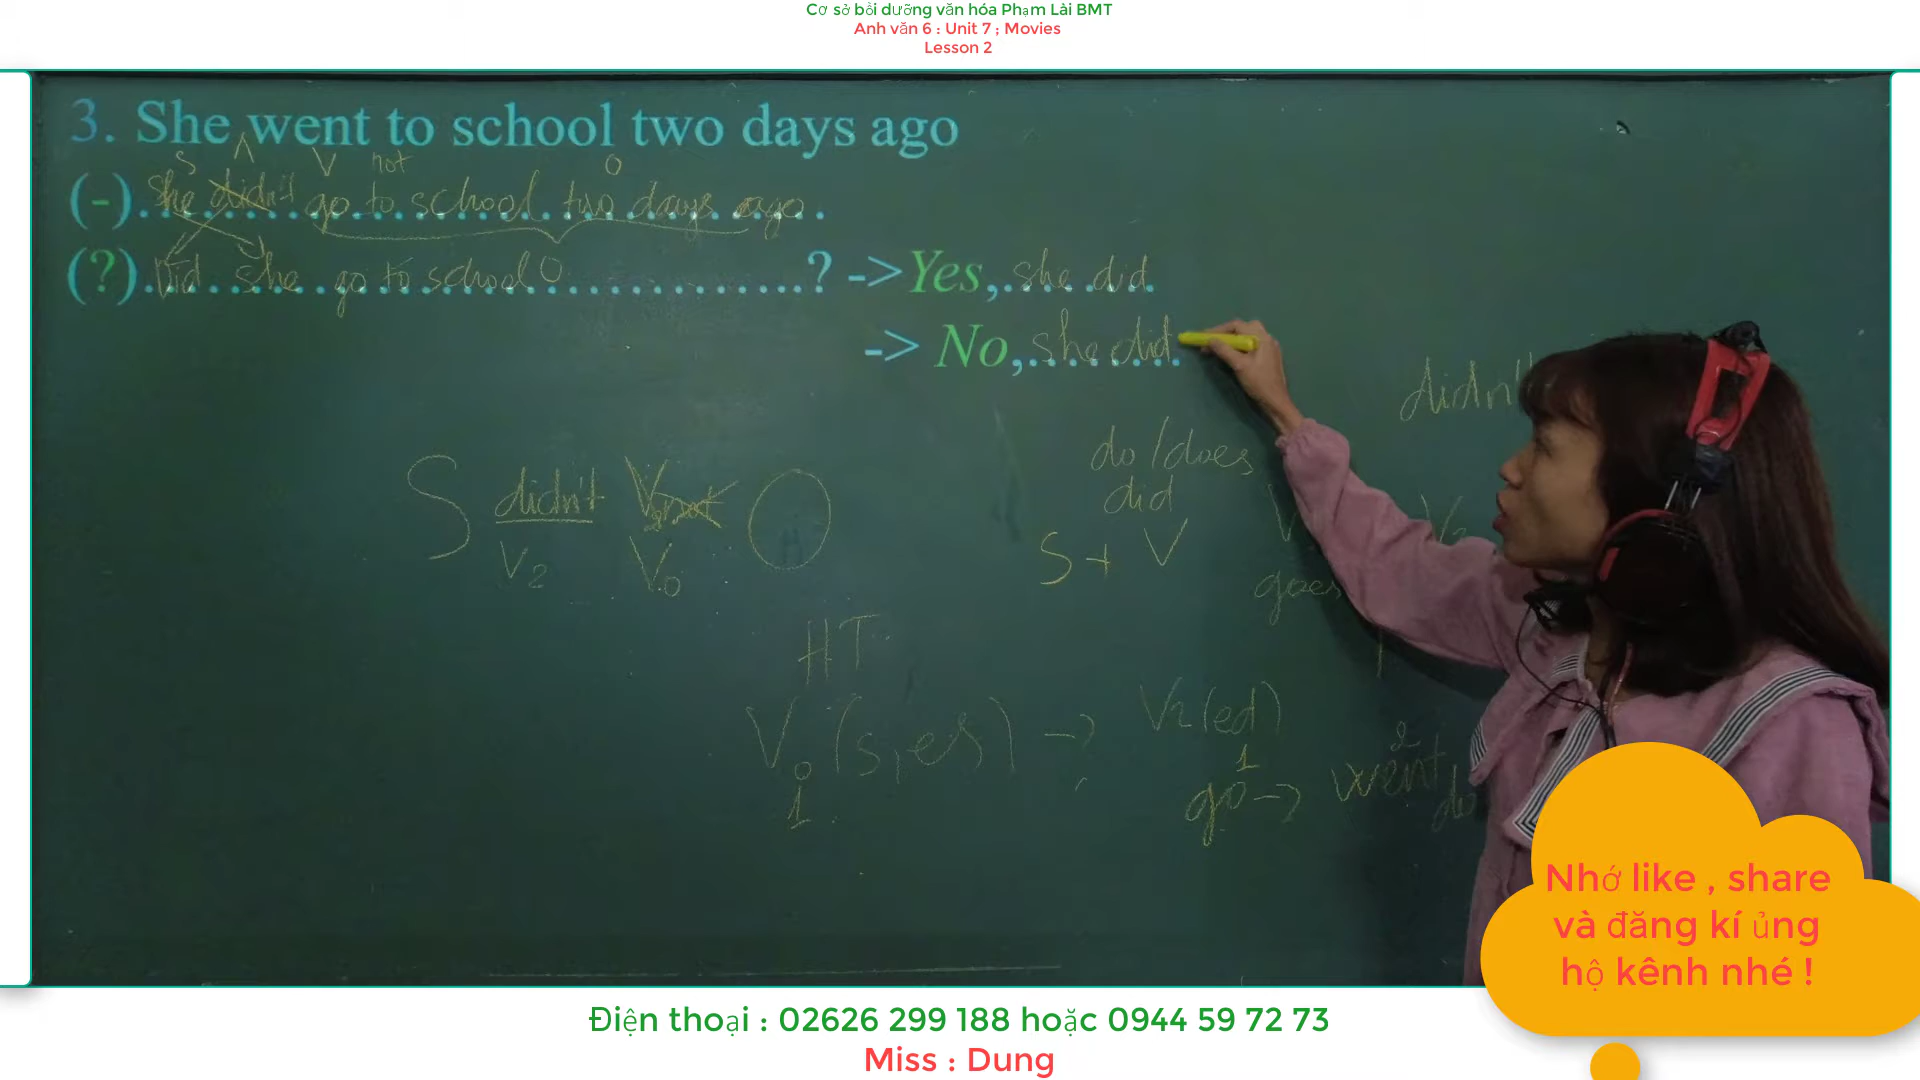 Cơ sở bồi dưỡng văn hóa Phạm Lải BMT
Anh văn 6 : Unit 7 ; Movies
Lesson 2
3. She went to school two days ago
S V not O
(-) She didn't go to school two days ago
(?) Did she go to school O ? -> Yes, she did
-> No, she did
didn't
do / does
did
S didn't V O
V2 V0
S + V
goes
HT
V0 (s, es) -> V2 (ed)
1
go -> went
do
Nhớ like , share
và đăng kí ủng
hộ kênh nhé !
Điện thoại : 02626 299 188 hoặc 0944 59 72 73
Miss : Dung